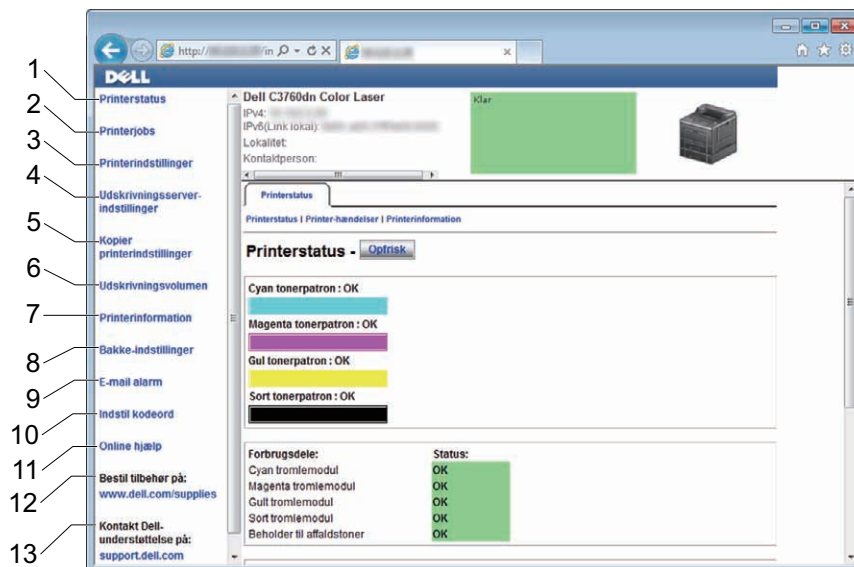 http:// /in
DELL
1
2
3
4
5
6
7
8
9
10
11
12
13
Printerstatus
Printerjobs
Printerindstillinger
Udskrivningsserver-
indstillinger
Kopier
printerindstillinger
Udskrivningsvolumen
Printerinformation
Bakke-indstillinger
E-mail alarm
Indstil kodeord
Online hjælp
Bestil tilbehør på:
www.dell.com/supplies
Kontakt Dell-
understøttelse på:
support.dell.com
Dell C3760dn Color Laser
IPv4:
IPv6(Link lokal):
Lokalitet:
Kontaktperson:
Klar
Printerstatus
Printerstatus | Printer-hændelser | Printerinformation
Printerstatus - Opfrisk
Cyan tonerpatron : OK
Magenta tonerpatron : OK
Gul tonerpatron : OK
Sort tonerpatron : OK
Forbrugsdele: Status:
Cyan tromlemodul OK
Magenta tromlemodul OK
Gult tromlemodul OK
Sort tromlemodul OK
Beholder til affaldstoner OK